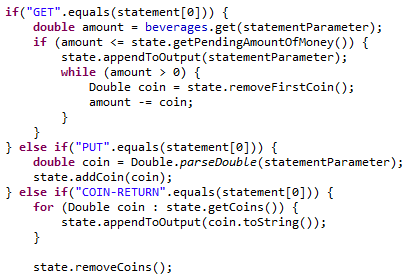 if("GET".equals(statement[0])) {
    double amount = beverages.get(statementParameter);
    if (amount <= state.getPendingAmountOfMoney()) {
        state.appendToOutput(statementParameter);
        while (amount > 0) {
            Double coin = state.removeFirstCoin();
            amount -= coin;
        }
    }
} else if("PUT".equals(statement[0])) {
    double coin = Double.parseDouble(statementParameter);
    state.addCoin(coin);
} else if("COIN-RETURN".equals(statement[0])) {
    for (Double coin : state.getCoins()) {
        state.appendToOutput(coin.toString());
    }

    state.removeCoins();